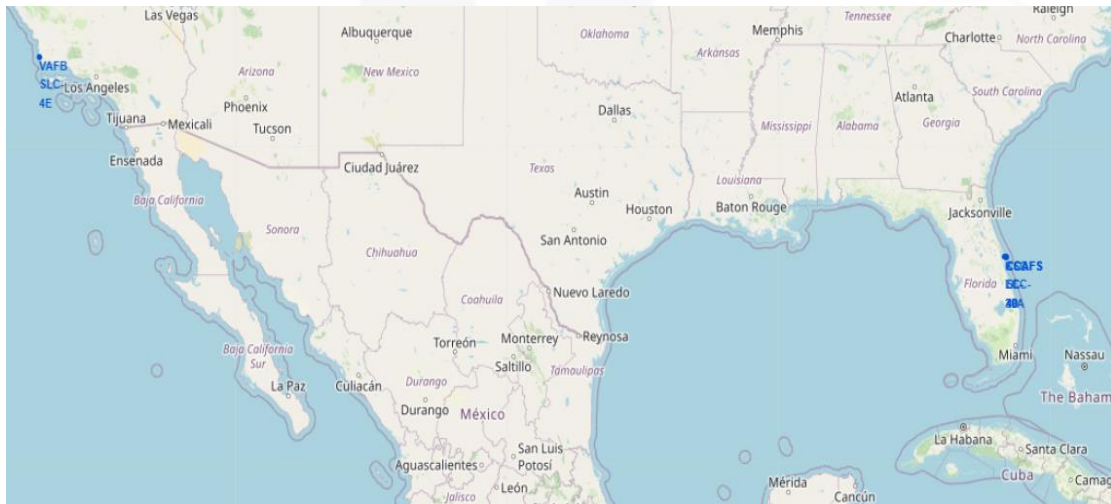 Las Vegas
Albuquerque
Oklahoma
Memphis
Tennessee
Raleigh
Charlotte
North Carolina
VAFB
SLC-
4E
Los Angeles
Arizona
New Mexico
Arkansas
Phoenix
Dallas
Atlanta
South Carolina
Tijuana
Mexicali
Tucson
Mississippi
Alabama
Georgia
Ensenada
Ciudad Juárez
Texas
Louisiana
Baja California
Austin
Houston
Baton Rouge
Jacksonville
Sonora
Chihuahua
San Antonio
Florida
Coahuila
Nuevo Laredo
Baja California
Sur
Torreón
Monterrey
Reynosa
Saltillo
Tamaulipas
Miami
Nassau
La Paz
Culiacán
Durango
Durango
México
The Baham
La Habana
Santa Clara
Aguascalientes
San Luis
Potosí
Cuba
Camag
Jalisco
León
Mérida
Cancún